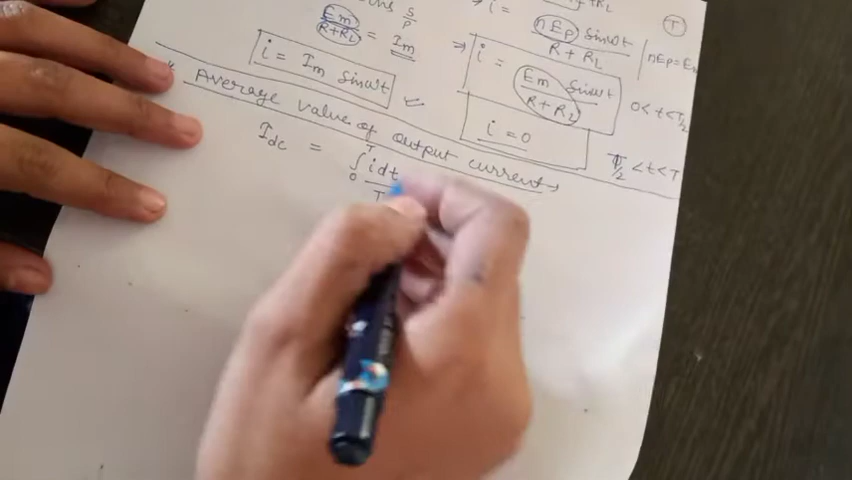 i =
nEp sinωt
R + RL
nEp = E
T
Em
R+RL
= Im
i = Im sinωt
⇒ i = Em sinωt
R + RL
0 < t < T/2
i = 0
T/2 < t < T
Average value of output current →
Idc = ∫0T i dt
T